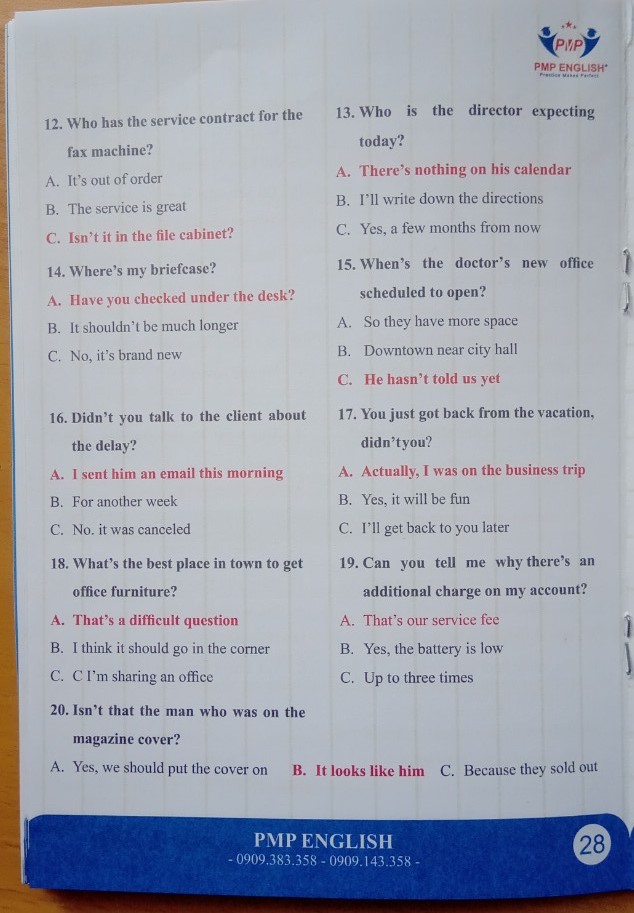 PMP
PMP ENGLISH
Practice Makes Perfect
12. Who has the service contract for the
fax machine?
A. It's out of order
B. The service is great
C. Isn't it in the file cabinet?
13. Who is the director expecting
today?
A. There's nothing on his calendar
B. I'll write down the directions
C. Yes, a few months from now
14. Where's my briefcase?
A. Have you checked under the desk?
B. It shouldn't be much longer
C. No, it's brand new
15. When's the doctor's new office
scheduled to open?
A. So they have more space
B. Downtown near city hall
C. He hasn't told us yet
16. Didn't you talk to the client about
the delay?
A. I sent him an email this morning
B. For another week
C. No. it was canceled
17. You just got back from the vacation,
didn'tyou?
A. Actually, I was on the business trip
B. Yes, it will be fun
C. I'll get back to you later
18. What's the best place in town to get
office furniture?
A. That's a difficult question
B. I think it should go in the corner
C. C I'm sharing an office
19. Can you tell me why there's an
additional charge on my account?
A. That's our service fee
B. Yes, the battery is low
C. Up to three times
20. Isn't that the man who was on the
magazine cover?
A. Yes, we should put the cover on B. It looks like him C. Because they sold out
PMP ENGLISH
- 0909.383.358 - 0909.143.358 -
28